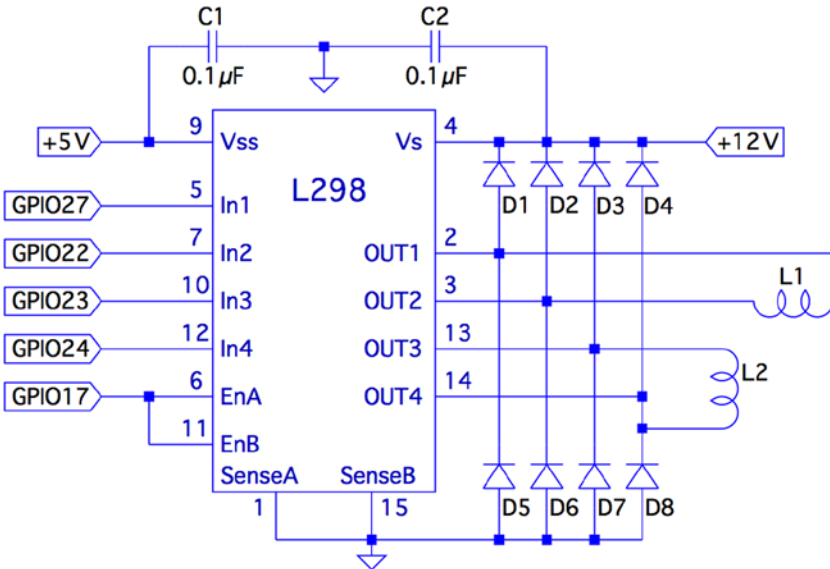 C1
C2
0.1µF
0.1µF
+5V
9
Vss
Vs
4
+12V
L298
D1
D2
D3
D4
GPIO27
5
In1
GPIO22
7
In2
OUT1
2
GPIO23
10
In3
OUT2
3
L1
GPIO24
12
In4
OUT3
13
L2
GPIO17
6
EnA
OUT4
14
11
EnB
SenseA
SenseB
1
15
D5
D6
D7
D8